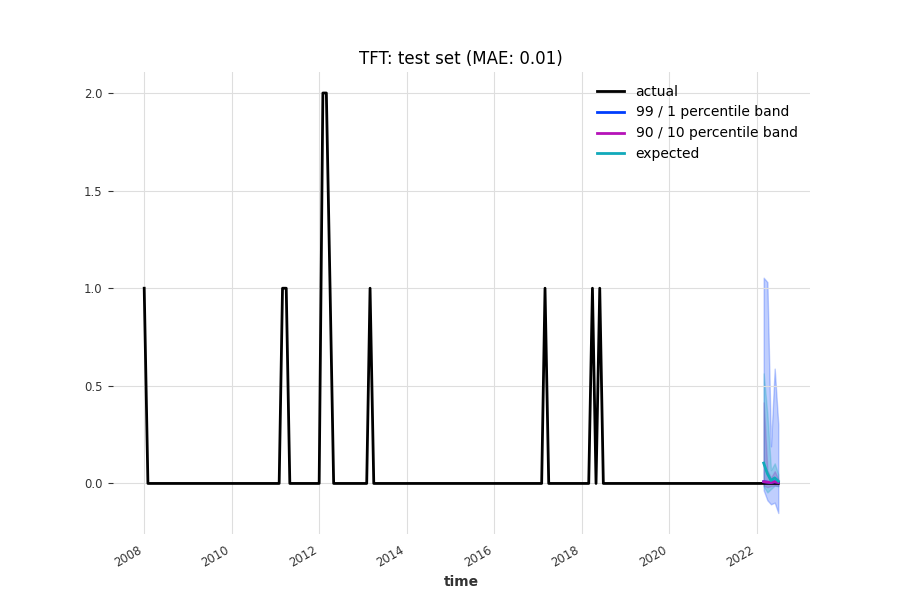 TFT: test set (MAE: 0.01)
actual
99 / 1 percentile band
90 / 10 percentile band
expected
2.0
1.5
1.0
0.5
0.0
2008
2010
2012
2014
2016
2018
2020
2022
time